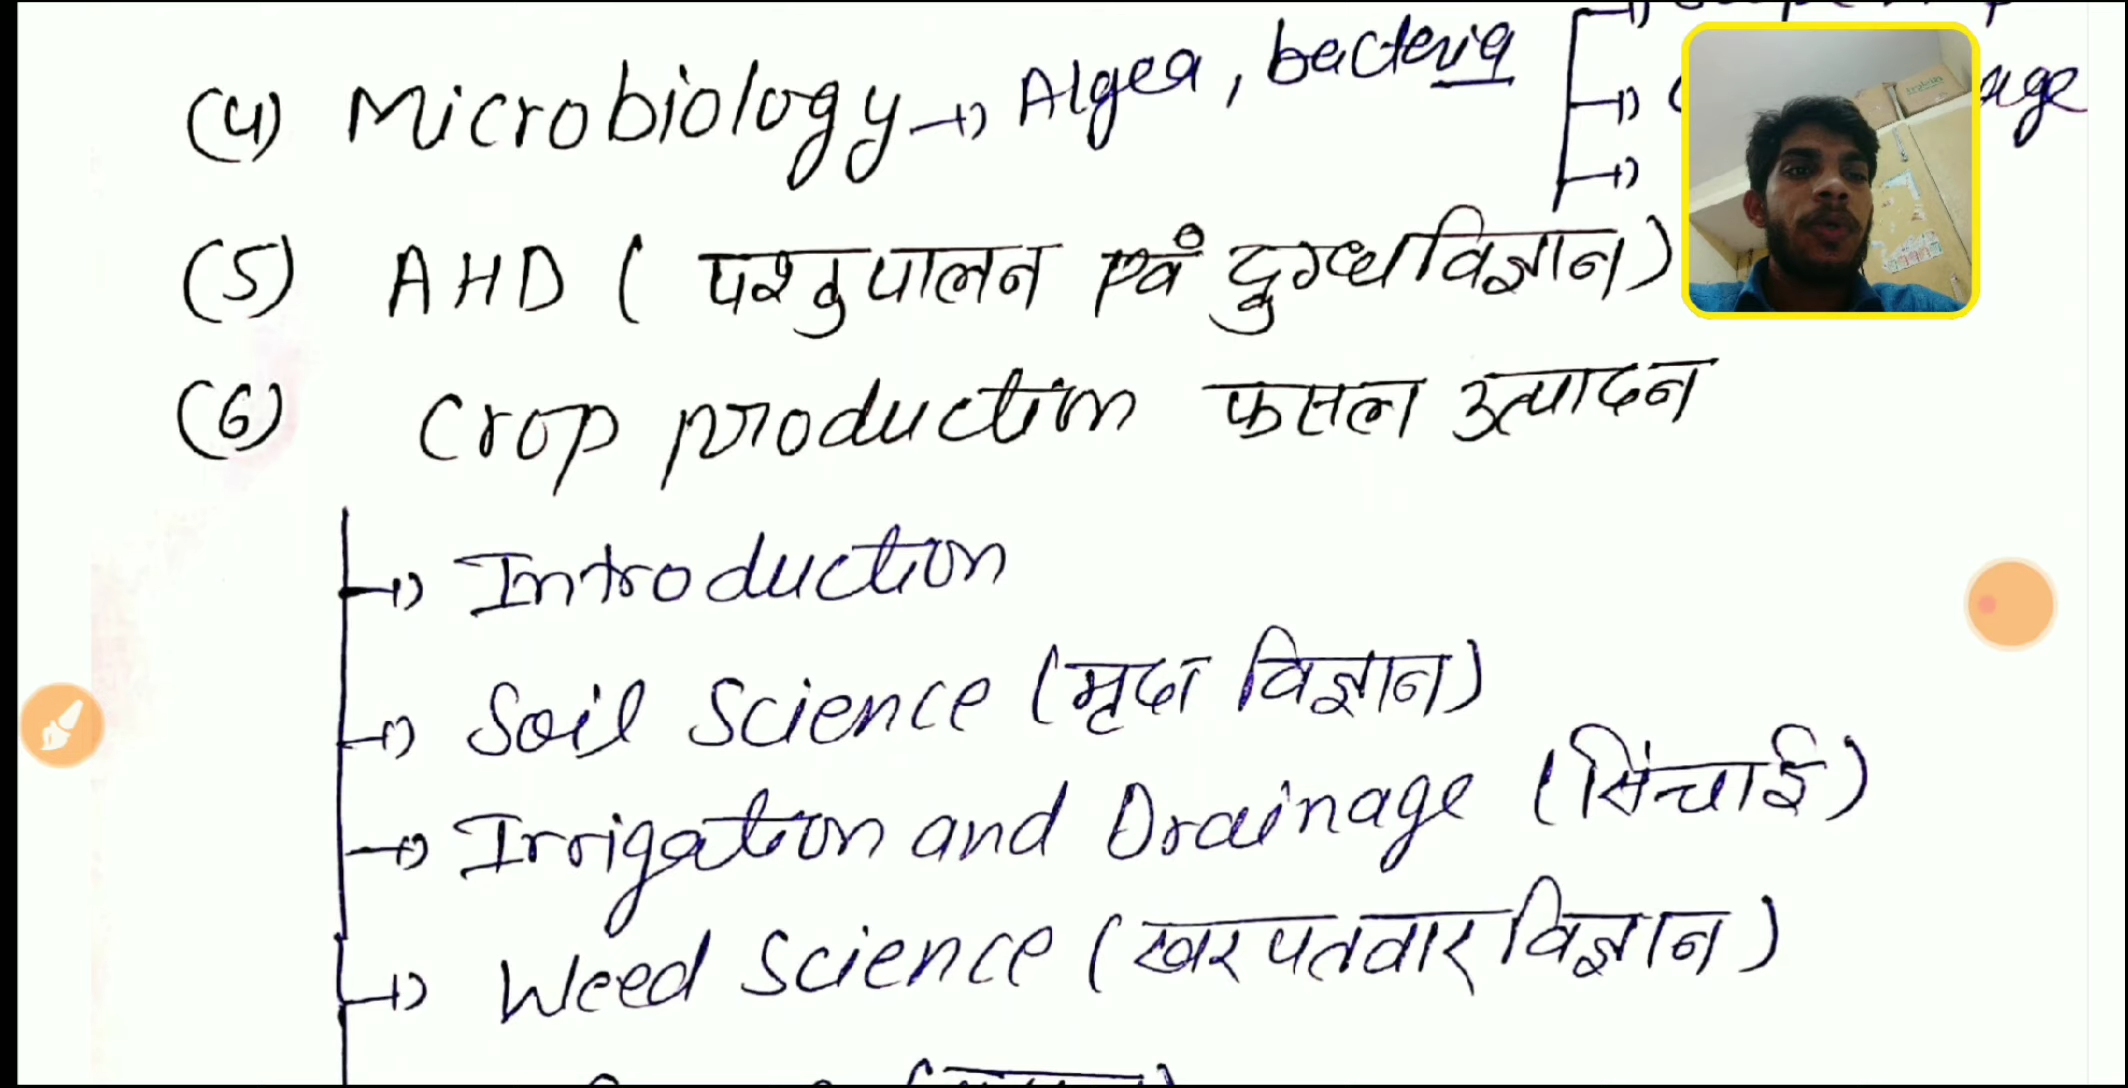 (4) Microbiology → Algea, bacteria
(5) AHD ( पशुपालन एवं दुग्धविज्ञान)
(6) Crop production फसल उत्पादन
→ Introduction
→ Soil Science (मृदा विज्ञान)
→ Irrigation and Drainage (सिंचाई)
→ Weed Science (खरपतवार विज्ञान)